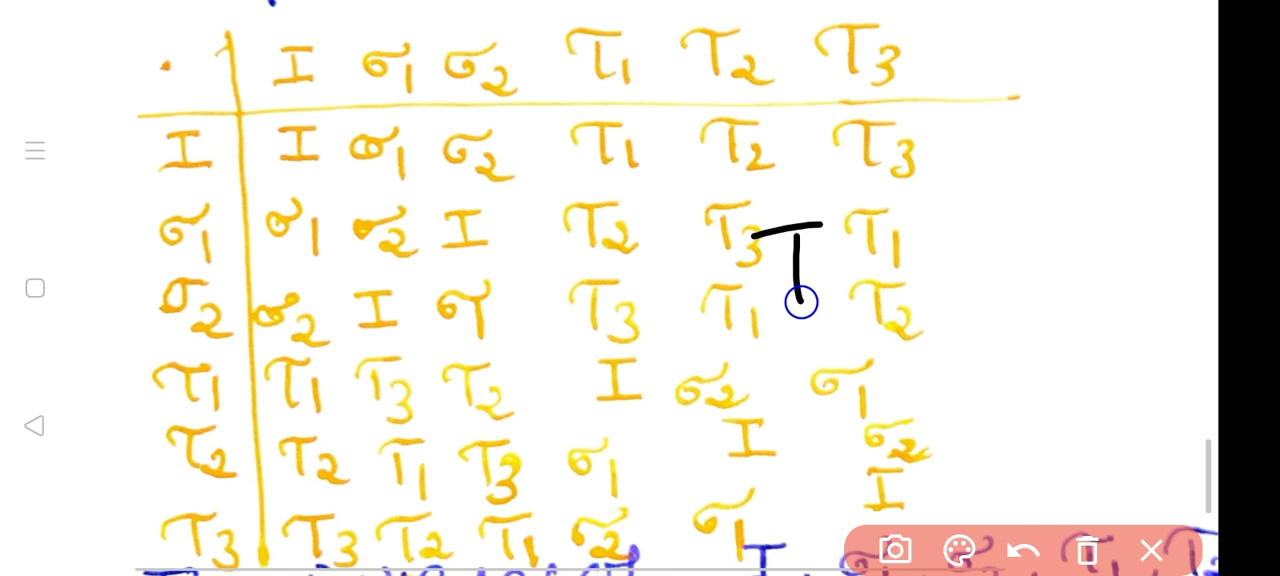 · I σ1 σ2 τ1 τ2 τ3
I I σ1 σ2 τ1 τ2 τ3
σ1 σ1 σ2 I τ2 τ3 τ1
σ2 σ2 I σ1 τ3 τ1 τ2
τ1 τ1 τ3 τ2 I σ2 σ1
τ2 τ2 τ1 τ3 σ1 I σ2
τ3 τ3 τ2 τ1 σ2 σ1 I